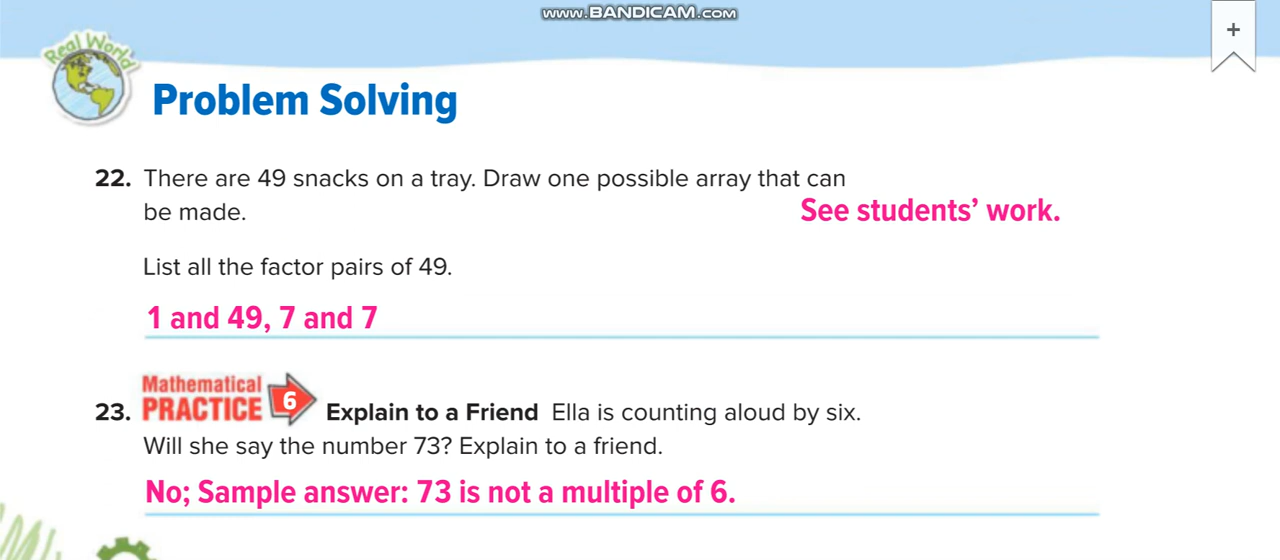 www.BANDICAM.com
+
Real World
Problem Solving
22. There are 49 snacks on a tray. Draw one possible array that can
be made.
See students’ work.
List all the factor pairs of 49.
1 and 49, 7 and 7
Mathematical
23. PRACTICE 6 Explain to a Friend Ella is counting aloud by six.
Will she say the number 73? Explain to a friend.
No; Sample answer: 73 is not a multiple of 6.